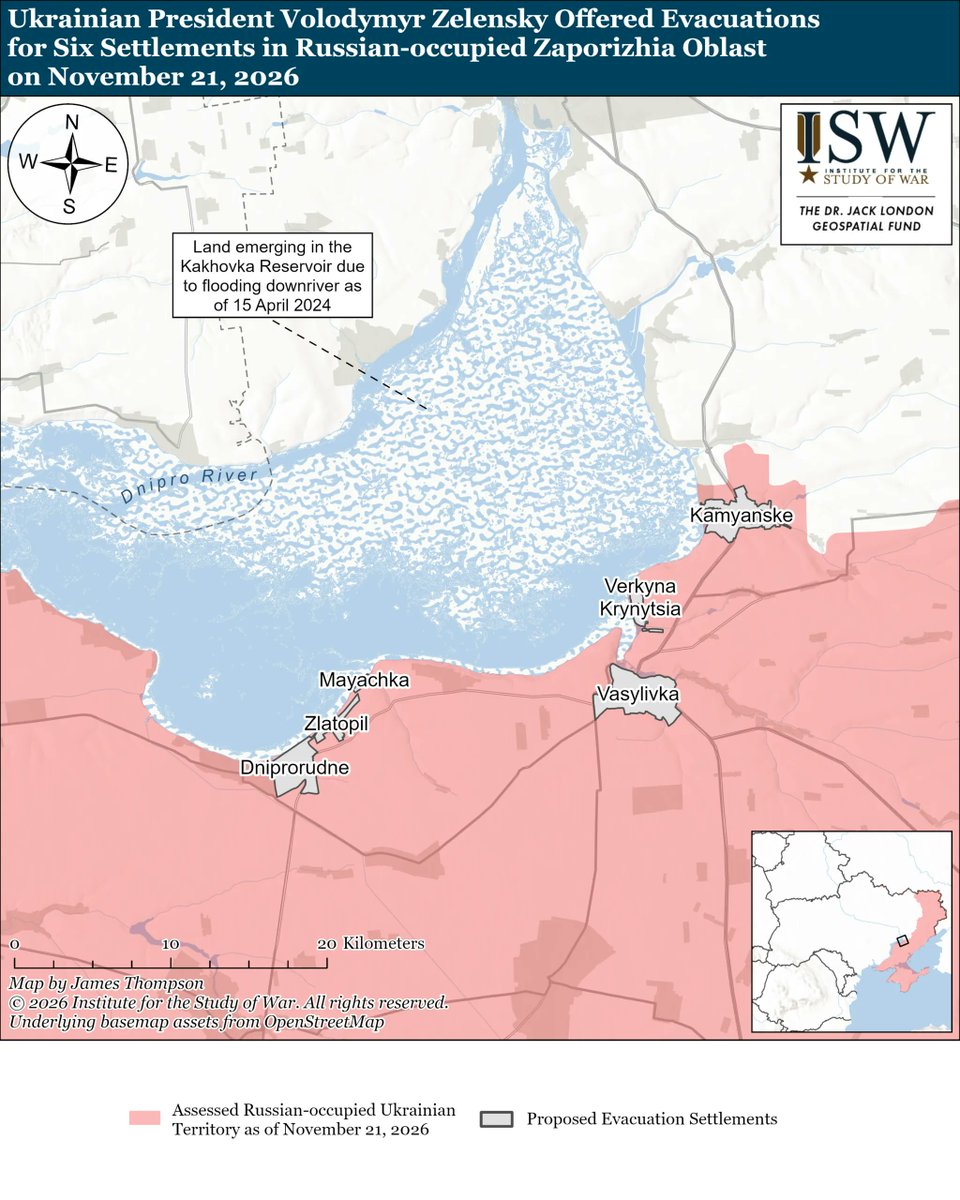 Ukrainian President Volodymyr Zelensky Offered Evacuations
for Six Settlements in Russian-occupied Zaporizhia Oblast
on November 21, 2026
N
W
E
S
ISW
INSTITUTE FOR THE
STUDY OF WAR
THE DR. JACK LONDON
GEOSPATIAL FUND
Land emerging in the
Kakhovka Reservoir due
to flooding downriver as
of 15 April 2024
Dnipro River
Kamyanske
Verkyna
Krynytsia
Mayachka
Vasylivka
Zlatopil
Dniprorudne
0 10 20 Kilometers
Map by James Thompson
© 2026 Institute for the Study of War. All rights reserved.
Underlying basemap assets from OpenStreetMap
Assessed Russian-occupied Ukrainian
Territory as of November 21, 2026
Proposed Evacuation Settlements